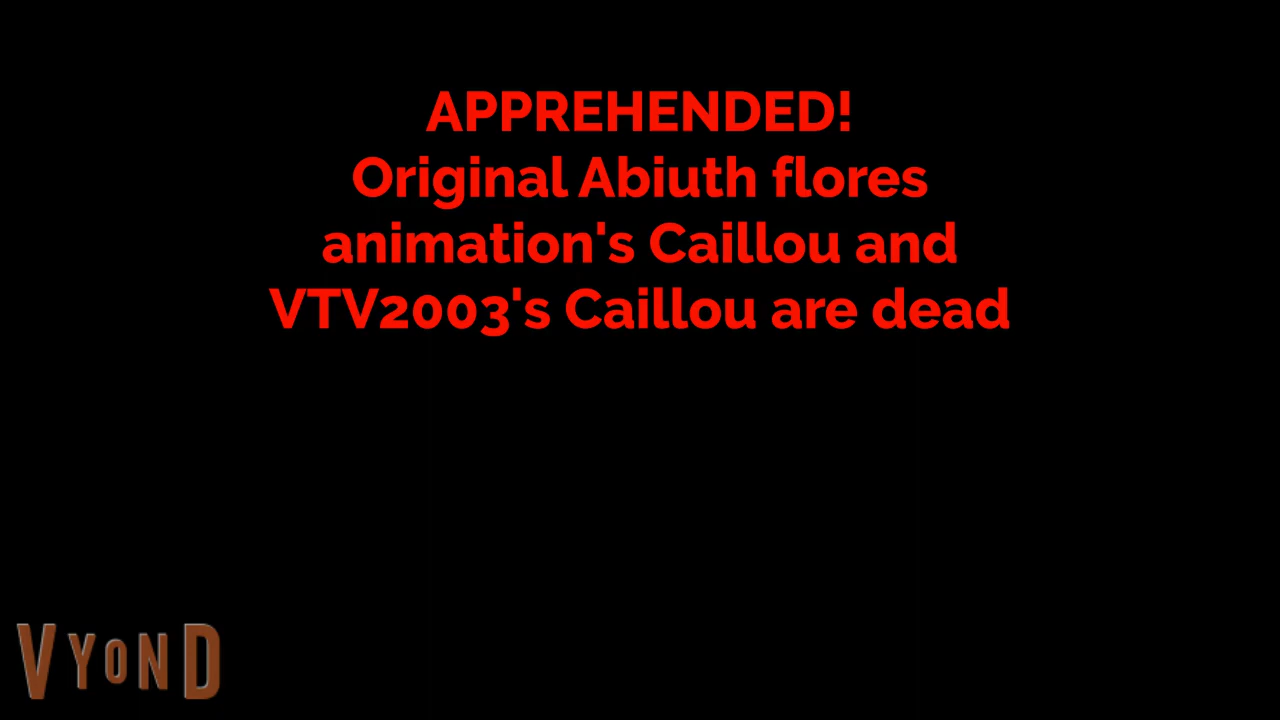 APPREHENDED!
Original Abiuth flores
animation's Caillou and
VTV2003's Caillou are dead
VYOND